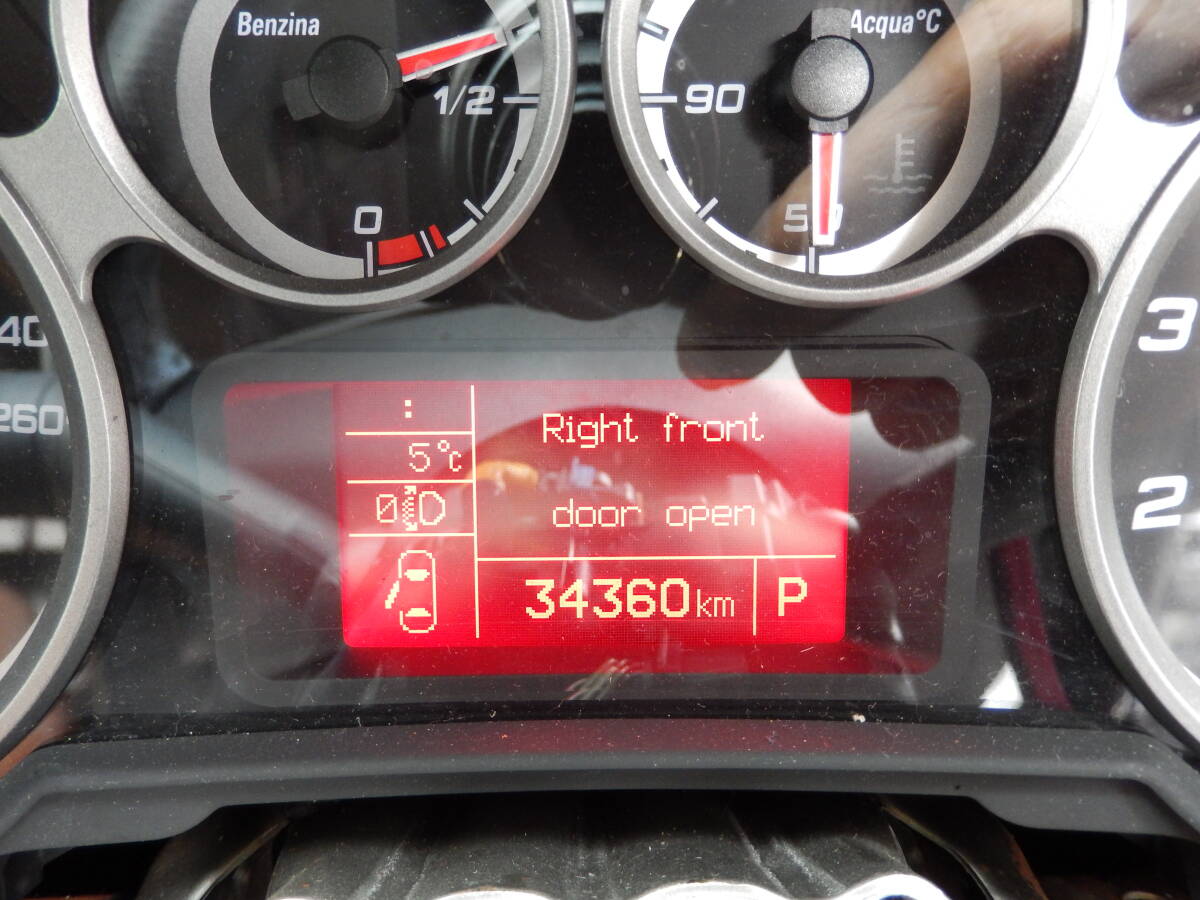 Benzina
Acqua°C
1/2
90
0
50
40
260
3
2
:
5°C
0
Right front
door open
34360km
P